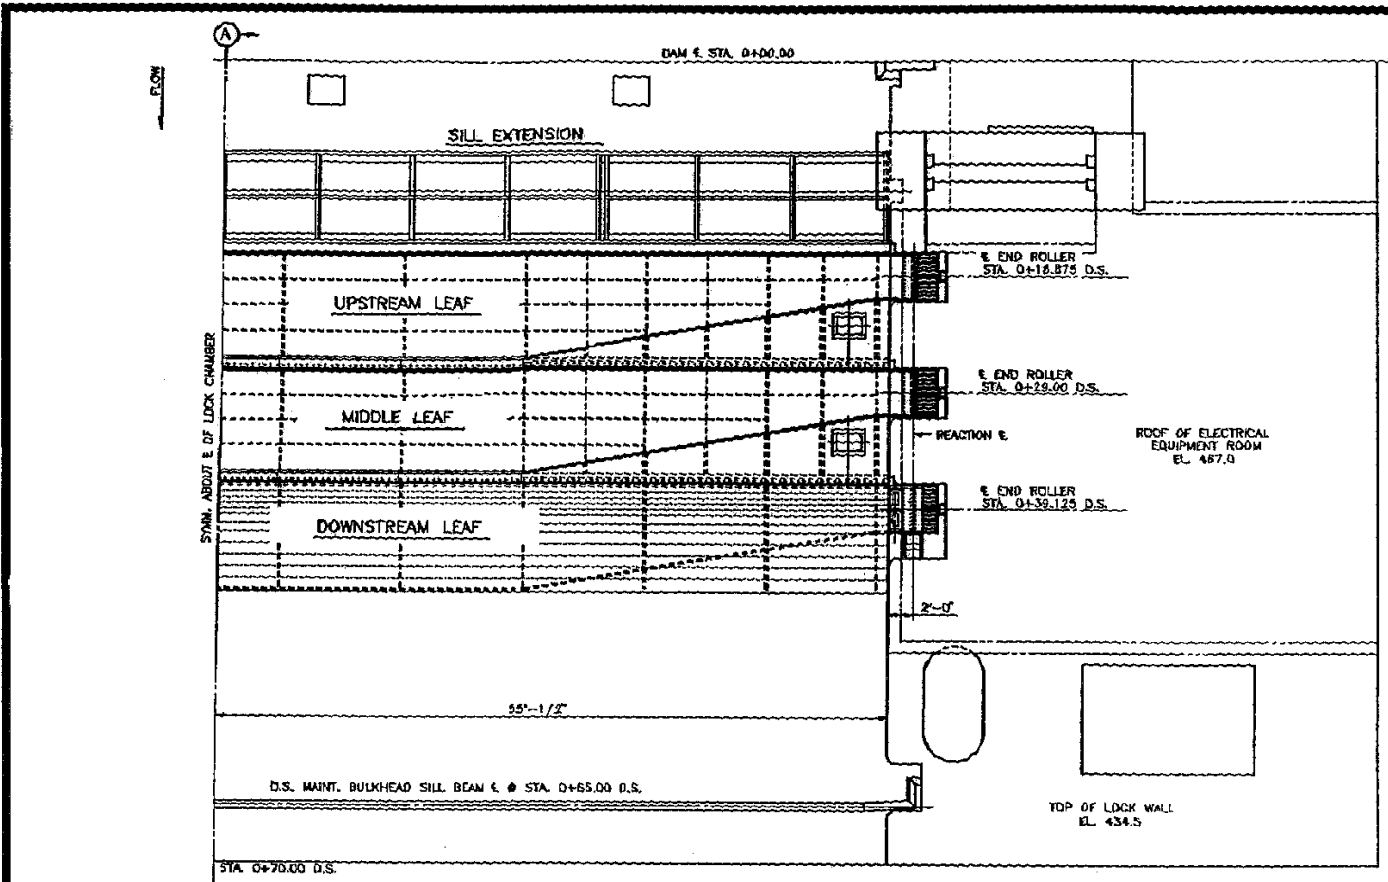 A
FLOW
DAM ℄ STA. 0+00.00
SILL EXTENSION
℄ END ROLLER
STA. 0+18.875 D.S.
UPSTREAM LEAF
SYMM. ABOUT ℄ OF LOCK CHAMBER
℄ END ROLLER
STA. 0+29.00 D.S.
MIDDLE LEAF
REACTION ℄
ROOF OF ELECTRICAL
EQUIPMENT ROOM
EL. 467.0
℄ END ROLLER
STA. 0+39.125 D.S.
DOWNSTREAM LEAF
2'-0"
55'-1/2"
D.S. MAINT. BULKHEAD SILL BEAM ℄ @ STA. 0+65.00 D.S.
TOP OF LOCK WALL
EL. 434.5
STA. 0+70.00 D.S.